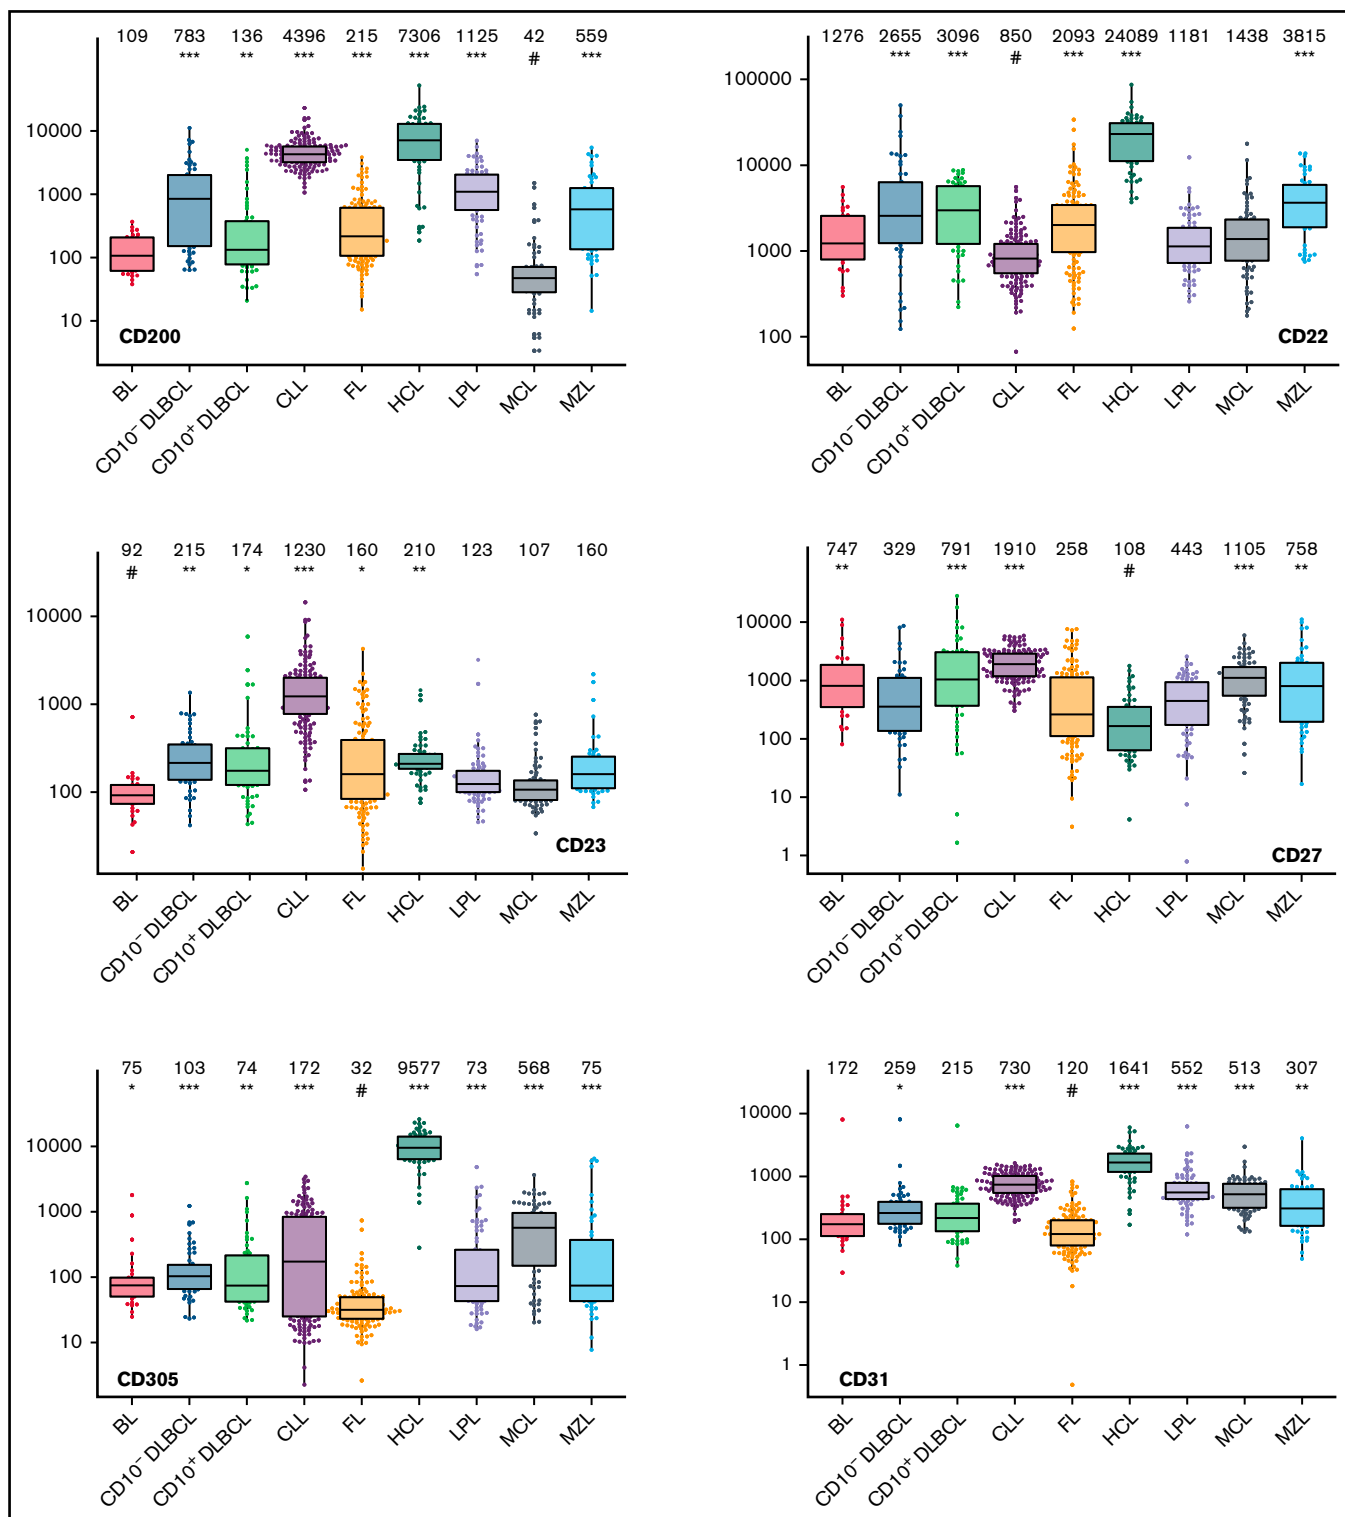 109 783 136 4396 215 7306 1125 42 559
*** ** *** *** *** *** # ***
10000
1000
100
10
CD200
BL CD10⁻ DLBCL CD10⁺ DLBCL CLL FL HCL LPL MCL MZL
1276 2655 3096 850 2093 24089 1181 1438 3815
*** *** # *** *** ***
100000
10000
1000
100
CD22
BL CD10⁻ DLBCL CD10⁺ DLBCL CLL FL HCL LPL MCL MZL
92 215 174 1230 160 210 123 107 160
# ** * *** * **
10000
1000
100
CD23
BL CD10⁻ DLBCL CD10⁺ DLBCL CLL FL HCL LPL MCL MZL
747 329 791 1910 258 108 443 1105 758
** *** *** # *** **
10000
1000
100
10
1
CD27
BL CD10⁻ DLBCL CD10⁺ DLBCL CLL FL HCL LPL MCL MZL
75 103 74 172 32 9577 73 568 75
* *** ** *** # *** *** *** ***
10000
1000
100
10
CD305
BL CD10⁻ DLBCL CD10⁺ DLBCL CLL FL HCL LPL MCL MZL
172 259 215 730 120 1641 552 513 307
* *** # *** *** *** **
10000
1000
100
10
1
CD31
BL CD10⁻ DLBCL CD10⁺ DLBCL CLL FL HCL LPL MCL MZL